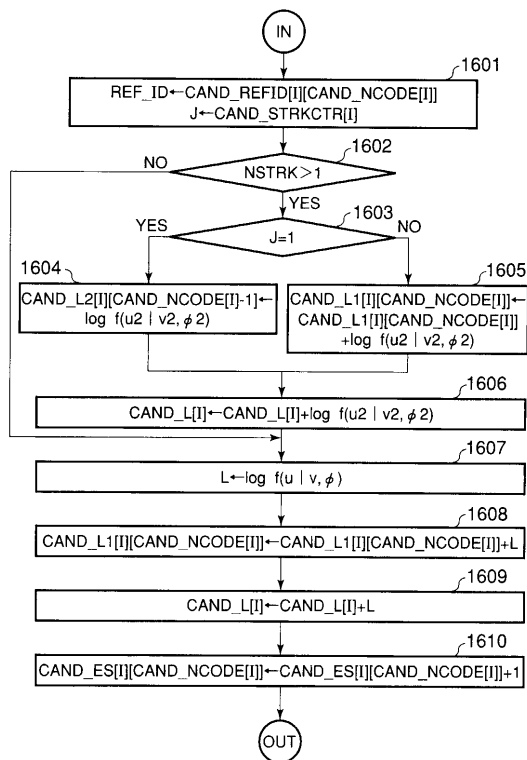 IN
1601
REF_ID←CAND_REFID[I][CAND_NCODE[I]]
J←CAND_STRKCTR[I]
1602
NO
NSTRK>1
YES
1603
YES
J=1
NO
1604
CAND_L2[I][CAND_NCODE[I]-1]←
log f(u2 | v2, φ2)
1605
CAND_L1[I][CAND_NCODE[I]]←
CAND_L1[I][CAND_NCODE[I]]
+log f(u2 | v2, φ2)
1606
CAND_L[I]←CAND_L[I]+log f(u2 | v2, φ2)
1607
L←log f(u | v, φ)
1608
CAND_L1[I][CAND_NCODE[I]]←CAND_L1[I][CAND_NCODE[I]]+L
1609
CAND_L[I]←CAND_L[I]+L
1610
CAND_ES[I][CAND_NCODE[I]]←CAND_ES[I][CAND_NCODE[I]]+1
OUT